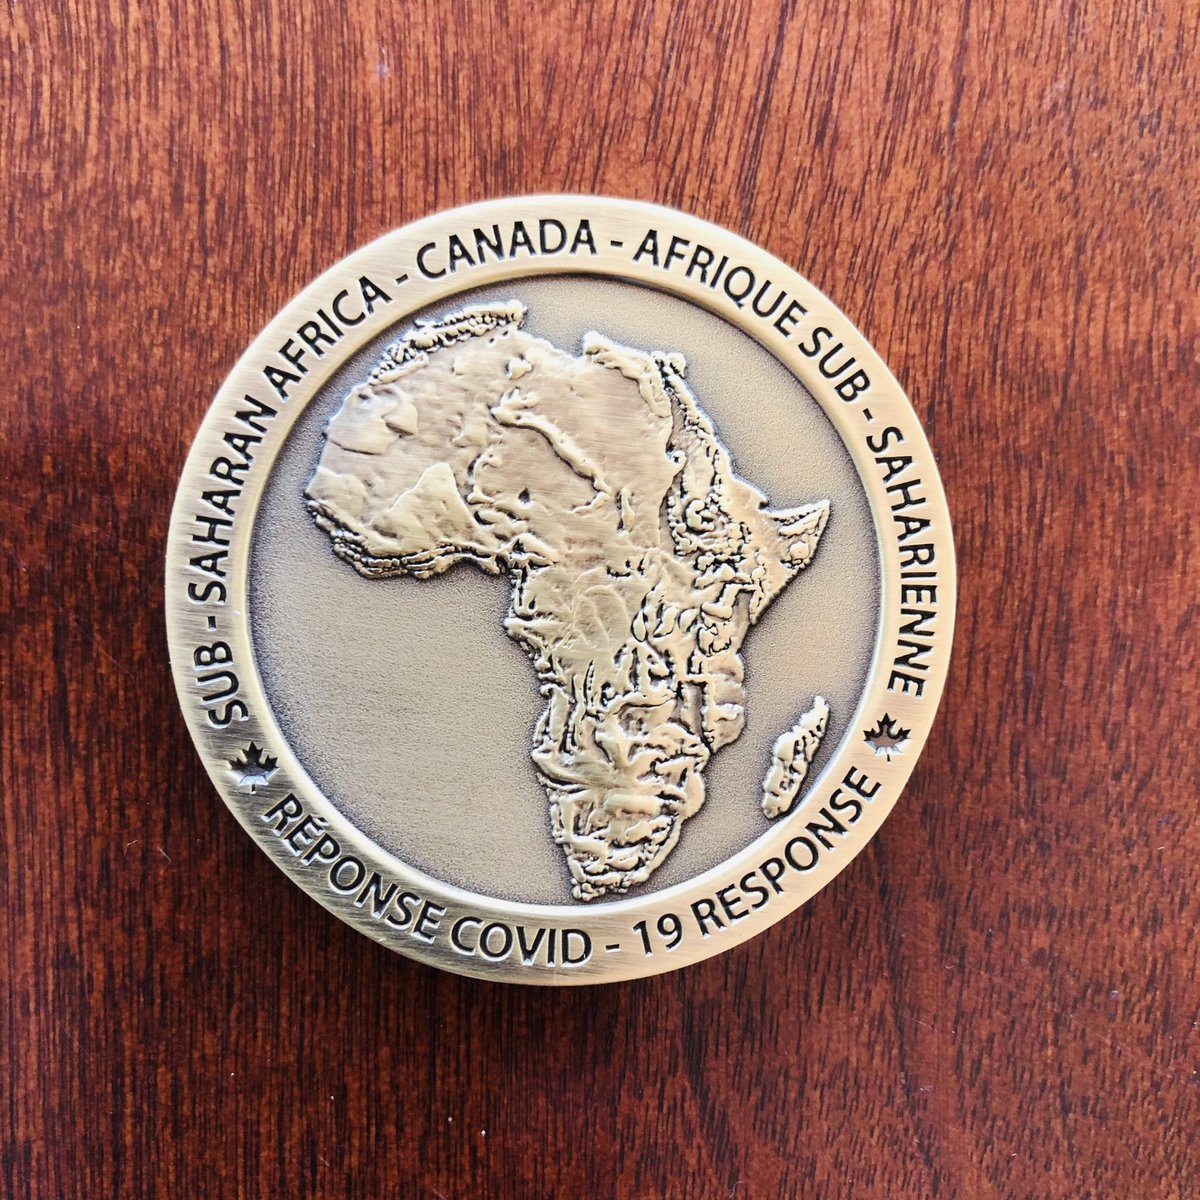 SUB - SAHARAN AFRICA - CANADA - AFRIQUE SUB - SAHARIENNE
RÉPONSE COVID - 19 RESPONSE